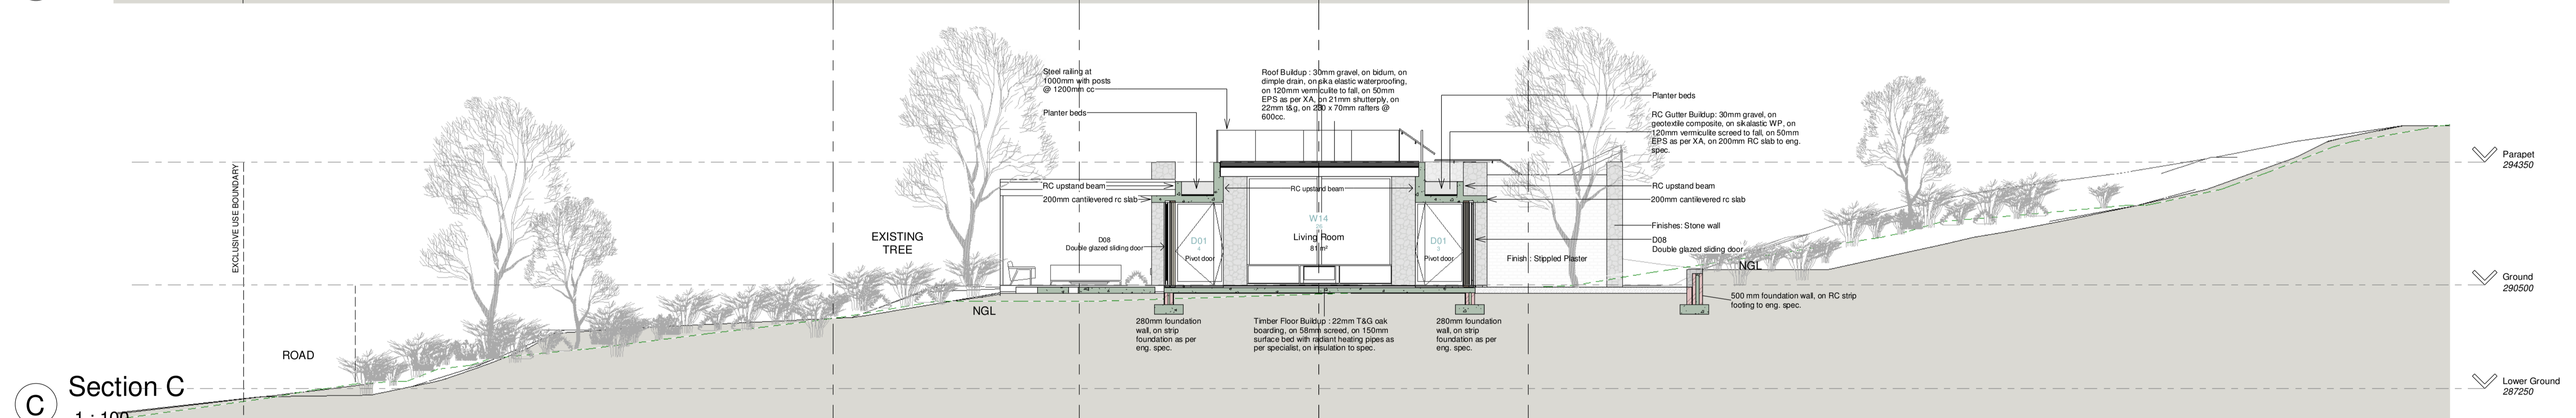 Steel railing at
1000mm with posts
@ 1200mm cc
Planter beds
Roof Buildup : 30mm gravel, on bidum, on
dimple drain, on sika elastic waterproofing,
on 120mm vermiculite to fall, on 50mm
EPS as per XA, on 21mm shutterply, on
22mm t&g, on 280 x 70mm rafters @
600cc.
Planter beds
RC Gutter Buildup: 30mm gravel, on
geotextile composite, on sikalastic WP, on
120mm vermiculite screed to fall, on 50mm
EPS as per XA, on 200mm RC slab to eng.
spec.
Parapet
294350
EXCLUSIVE USE BOUNDARY
RC upstand beam
200mm cantilevered rc slab
RC upstand beam
RC upstand beam
200mm cantilevered rc slab
W14
Living Room
81 m²
D01
4
Pivot door
D01
3
Pivot door
EXISTING
TREE
D08
Double glazed sliding door
Finishes: Stone wall
D08
Double glazed sliding door
Finish : Stippled Plaster
NGL
Ground
290500
NGL
500 mm foundation wall, on RC strip
footing to eng. spec.
280mm foundation
wall, on strip
foundation as per
eng. spec.
Timber Floor Buildup : 22mm T&G oak
boarding, on 58mm screed, on 150mm
surface bed with radiant heating pipes as
per specialist, on insulation to spec.
280mm foundation
wall, on strip
foundation as per
eng. spec.
ROAD
Lower Ground
287250
C
Section C
1 : 100